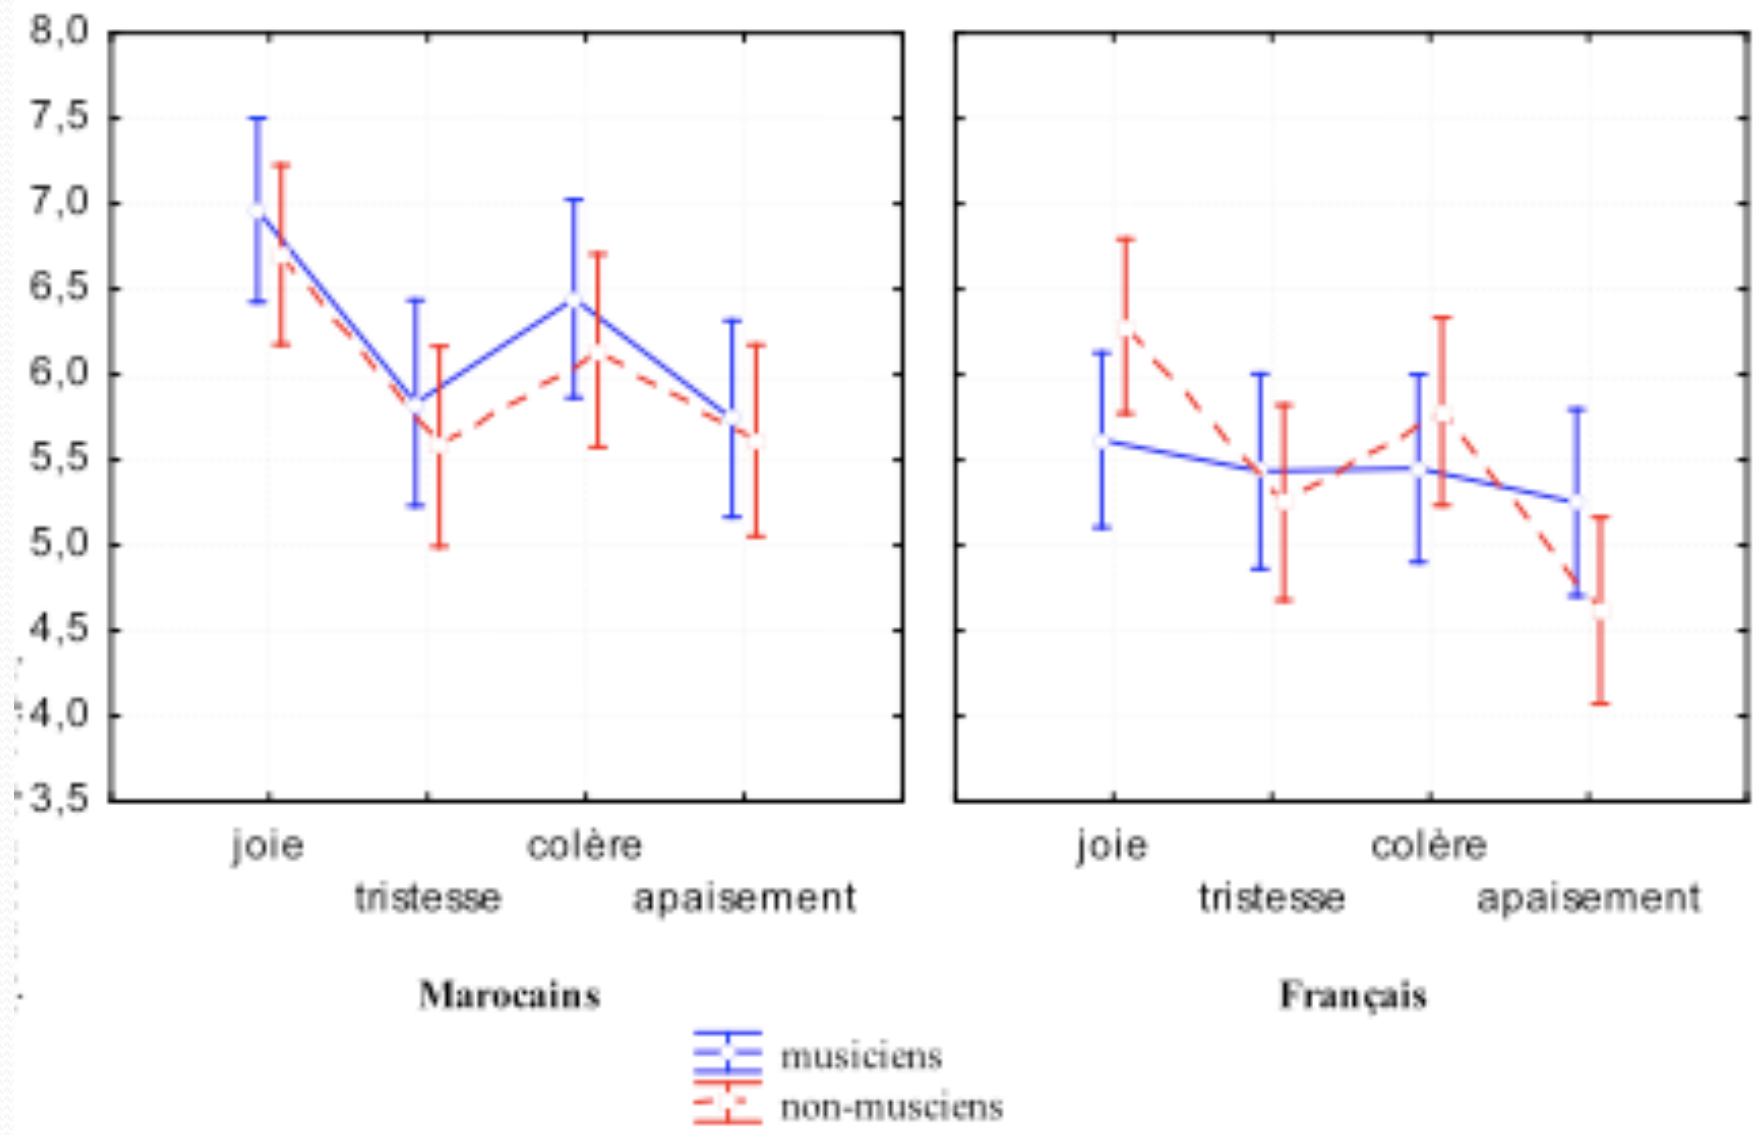 8,0
7,5
7,0
6,5
6,0
5,5
5,0
4,5
4,0
3,5
joie colère joie colère
tristesse apaisement tristesse apaisement
Marocains Français
musiciens
non-musciens